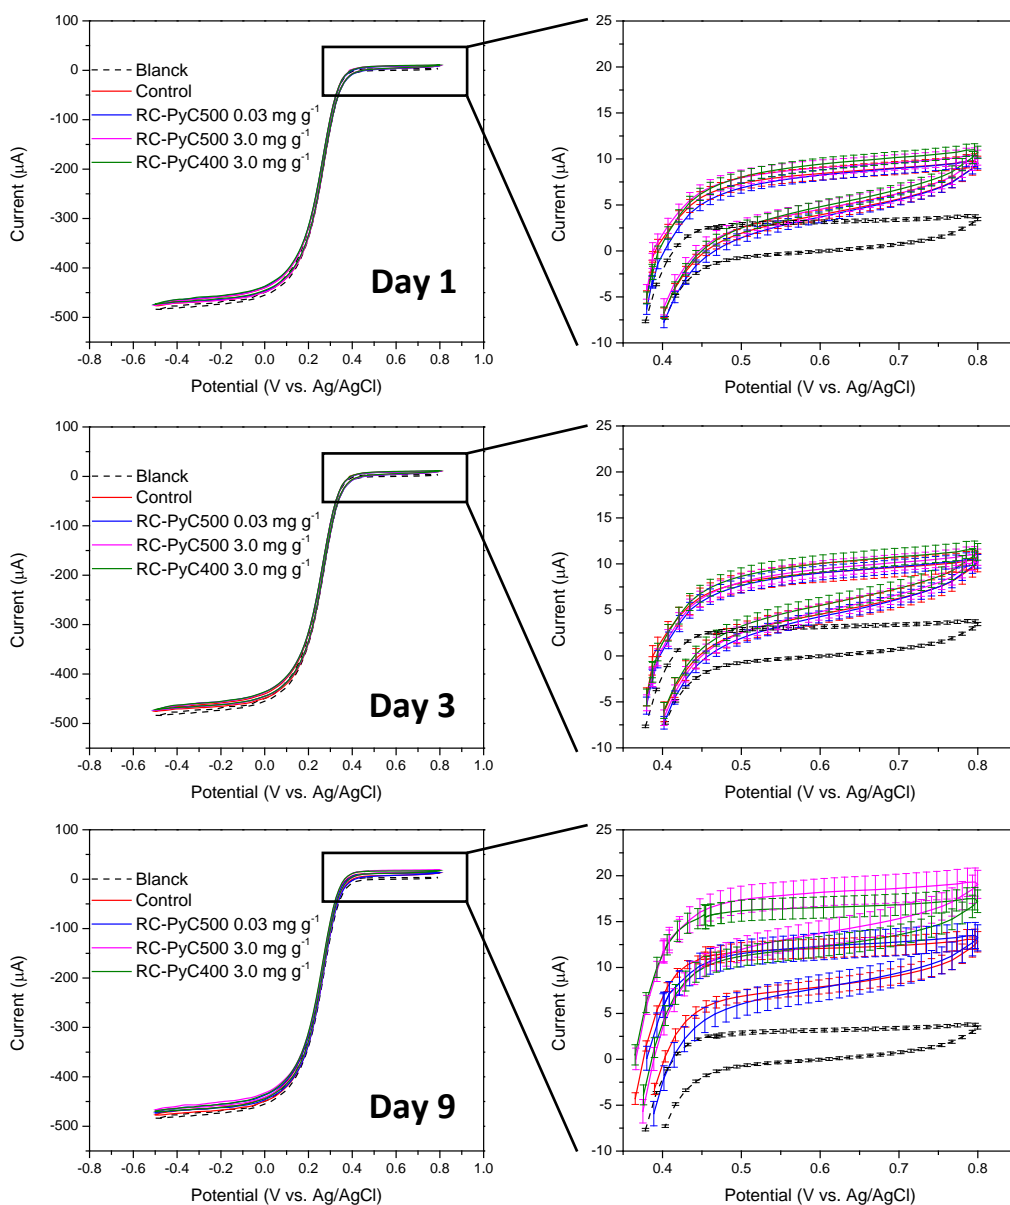 100
0
-100
-200
-300
-400
-500
Current (µA)
Blanck
Control
RC-PyC500 0.03 mg g⁻¹
RC-PyC500 3.0 mg g⁻¹
RC-PyC400 3.0 mg g⁻¹
Day 1
-0.8 -0.6 -0.4 -0.2 0.0 0.2 0.4 0.6 0.8 1.0
Potential (V vs. Ag/AgCl)
25
20
15
10
5
0
-5
-10
Current (µA)
0.4 0.5 0.6 0.7 0.8
Potential (V vs. Ag/AgCl)
100
0
-100
-200
-300
-400
-500
Current (µA)
Blanck
Control
RC-PyC500 0.03 mg g⁻¹
RC-PyC500 3.0 mg g⁻¹
RC-PyC400 3.0 mg g⁻¹
Day 3
-0.8 -0.6 -0.4 -0.2 0.0 0.2 0.4 0.6 0.8 1.0
Potential (V vs. Ag/AgCl)
25
20
15
10
5
0
-5
-10
Current (µA)
0.4 0.5 0.6 0.7 0.8
Potential (V vs. Ag/AgCl)
100
0
-100
-200
-300
-400
-500
Current (µA)
Blanck
Control
RC-PyC500 0.03 mg g⁻¹
RC-PyC500 3.0 mg g⁻¹
RC-PyC400 3.0 mg g⁻¹
Day 9
-0.8 -0.6 -0.4 -0.2 0.0 0.2 0.4 0.6 0.8 1.0
Potential (V vs. Ag/AgCl)
25
20
15
10
5
0
-5
-10
Current (µA)
0.4 0.5 0.6 0.7 0.8
Potential (V vs. Ag/AgCl)